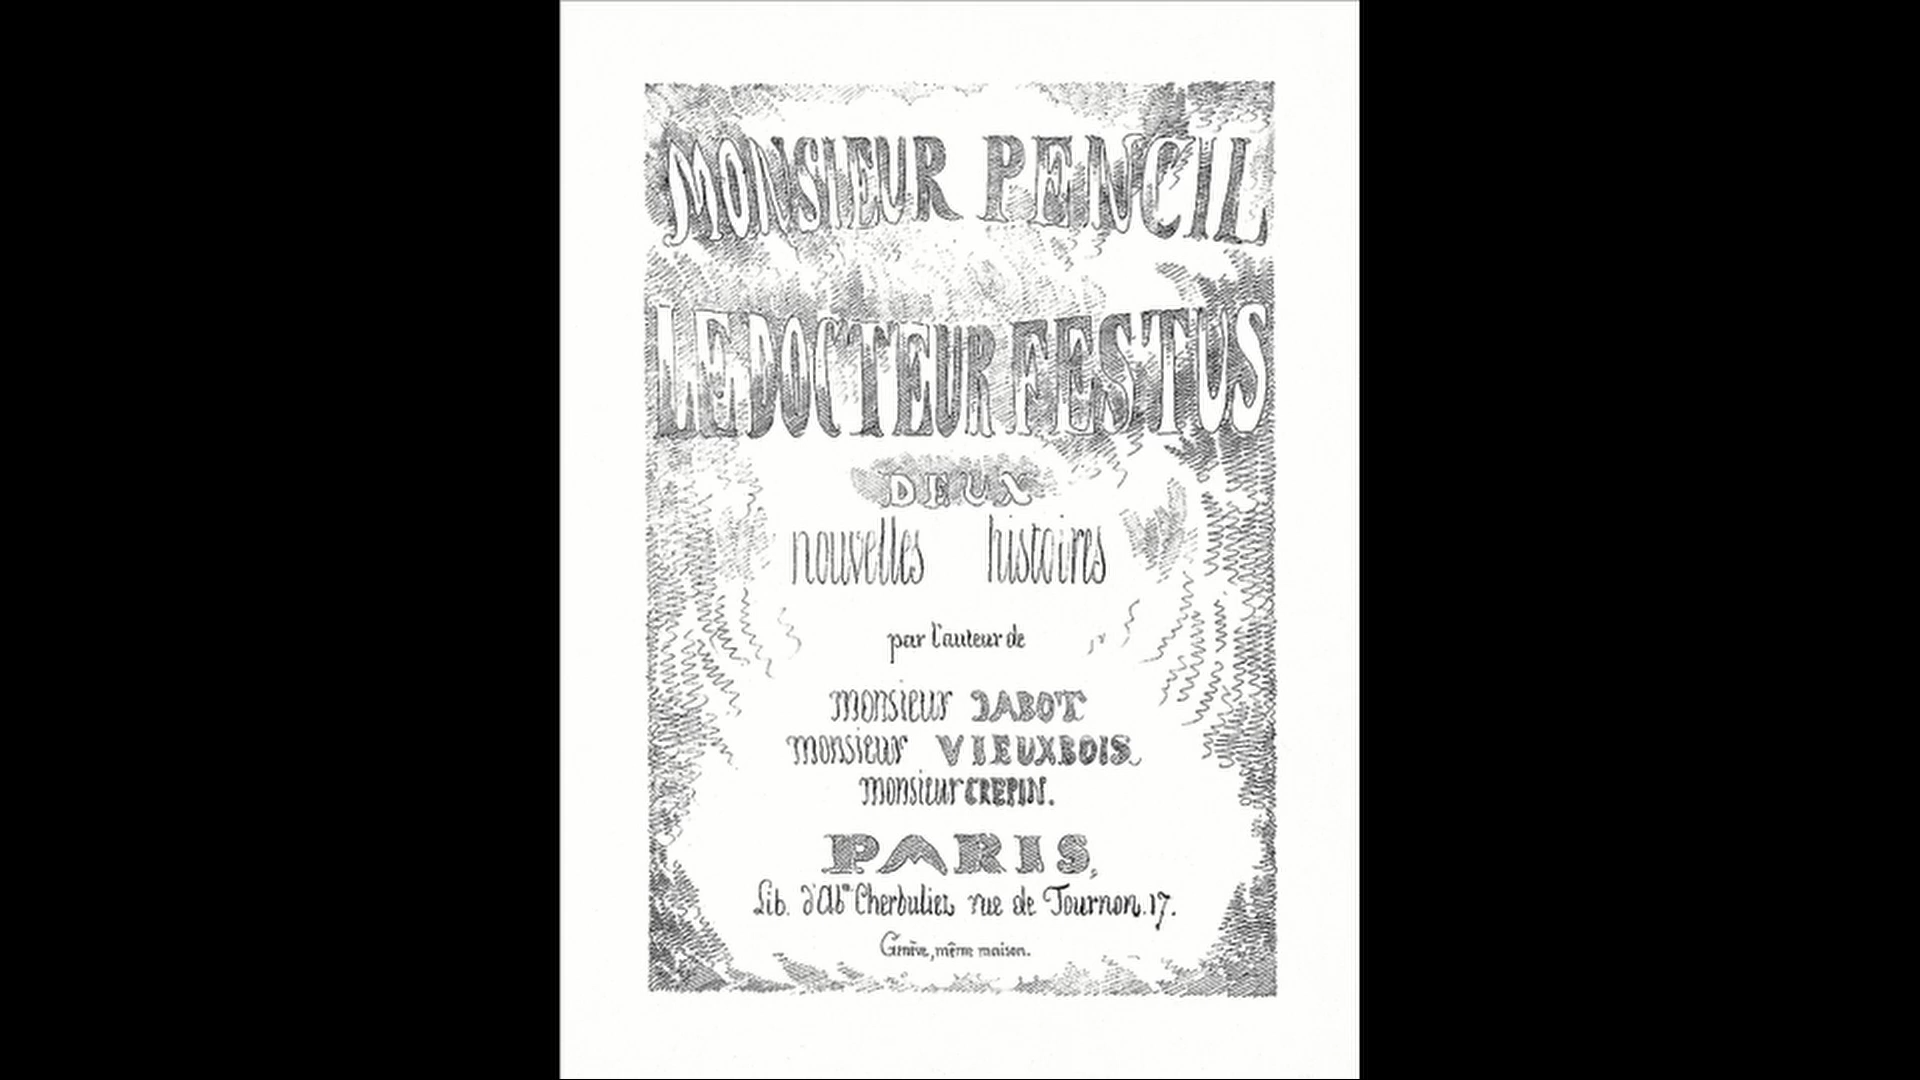 MONSIEUR PENCIL
LE DOCTEUR FESTUS
DEUX
nouvelles histoires
par l'auteur de
monsieur JABOT
monsieur VIEUXBOIS
monsieur CREPIN.
PARIS,
Lib. d'Abm Cherbuliez rue de Tournon. 17.
Genève, même maison.